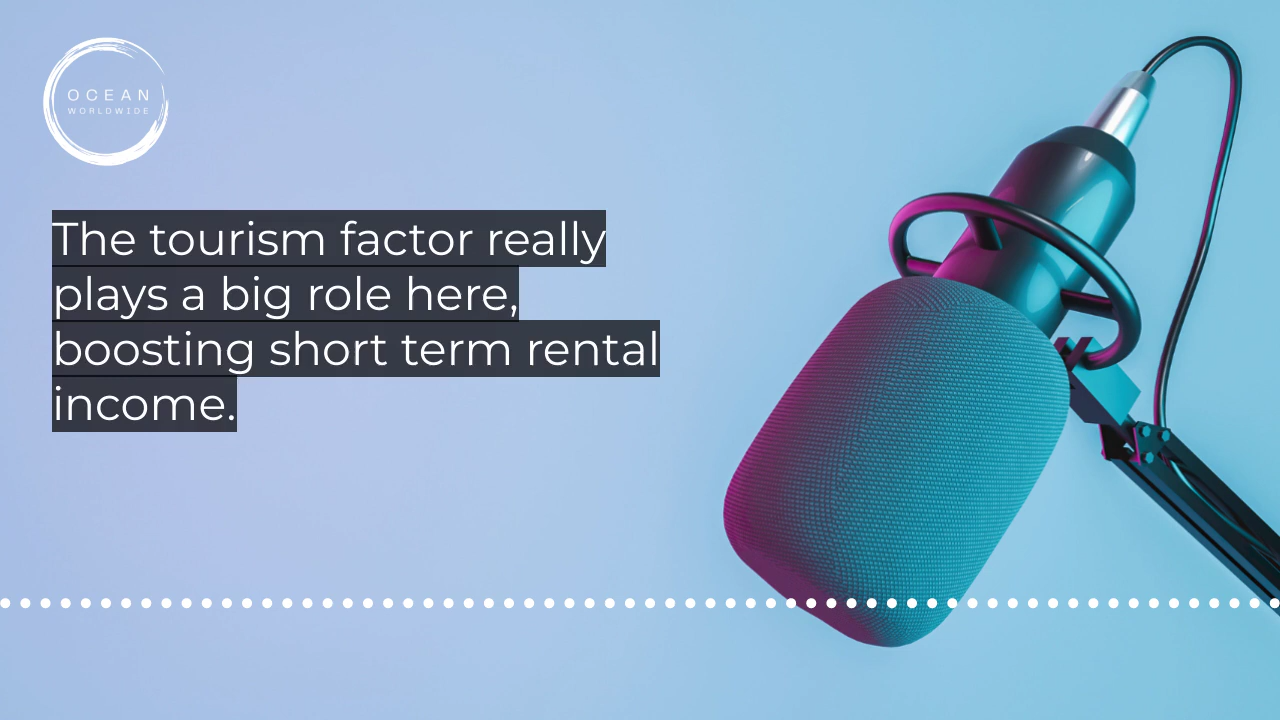 OCEAN
WORLDWIDE
The tourism factor really
plays a big role here,
boosting short term rental
income.